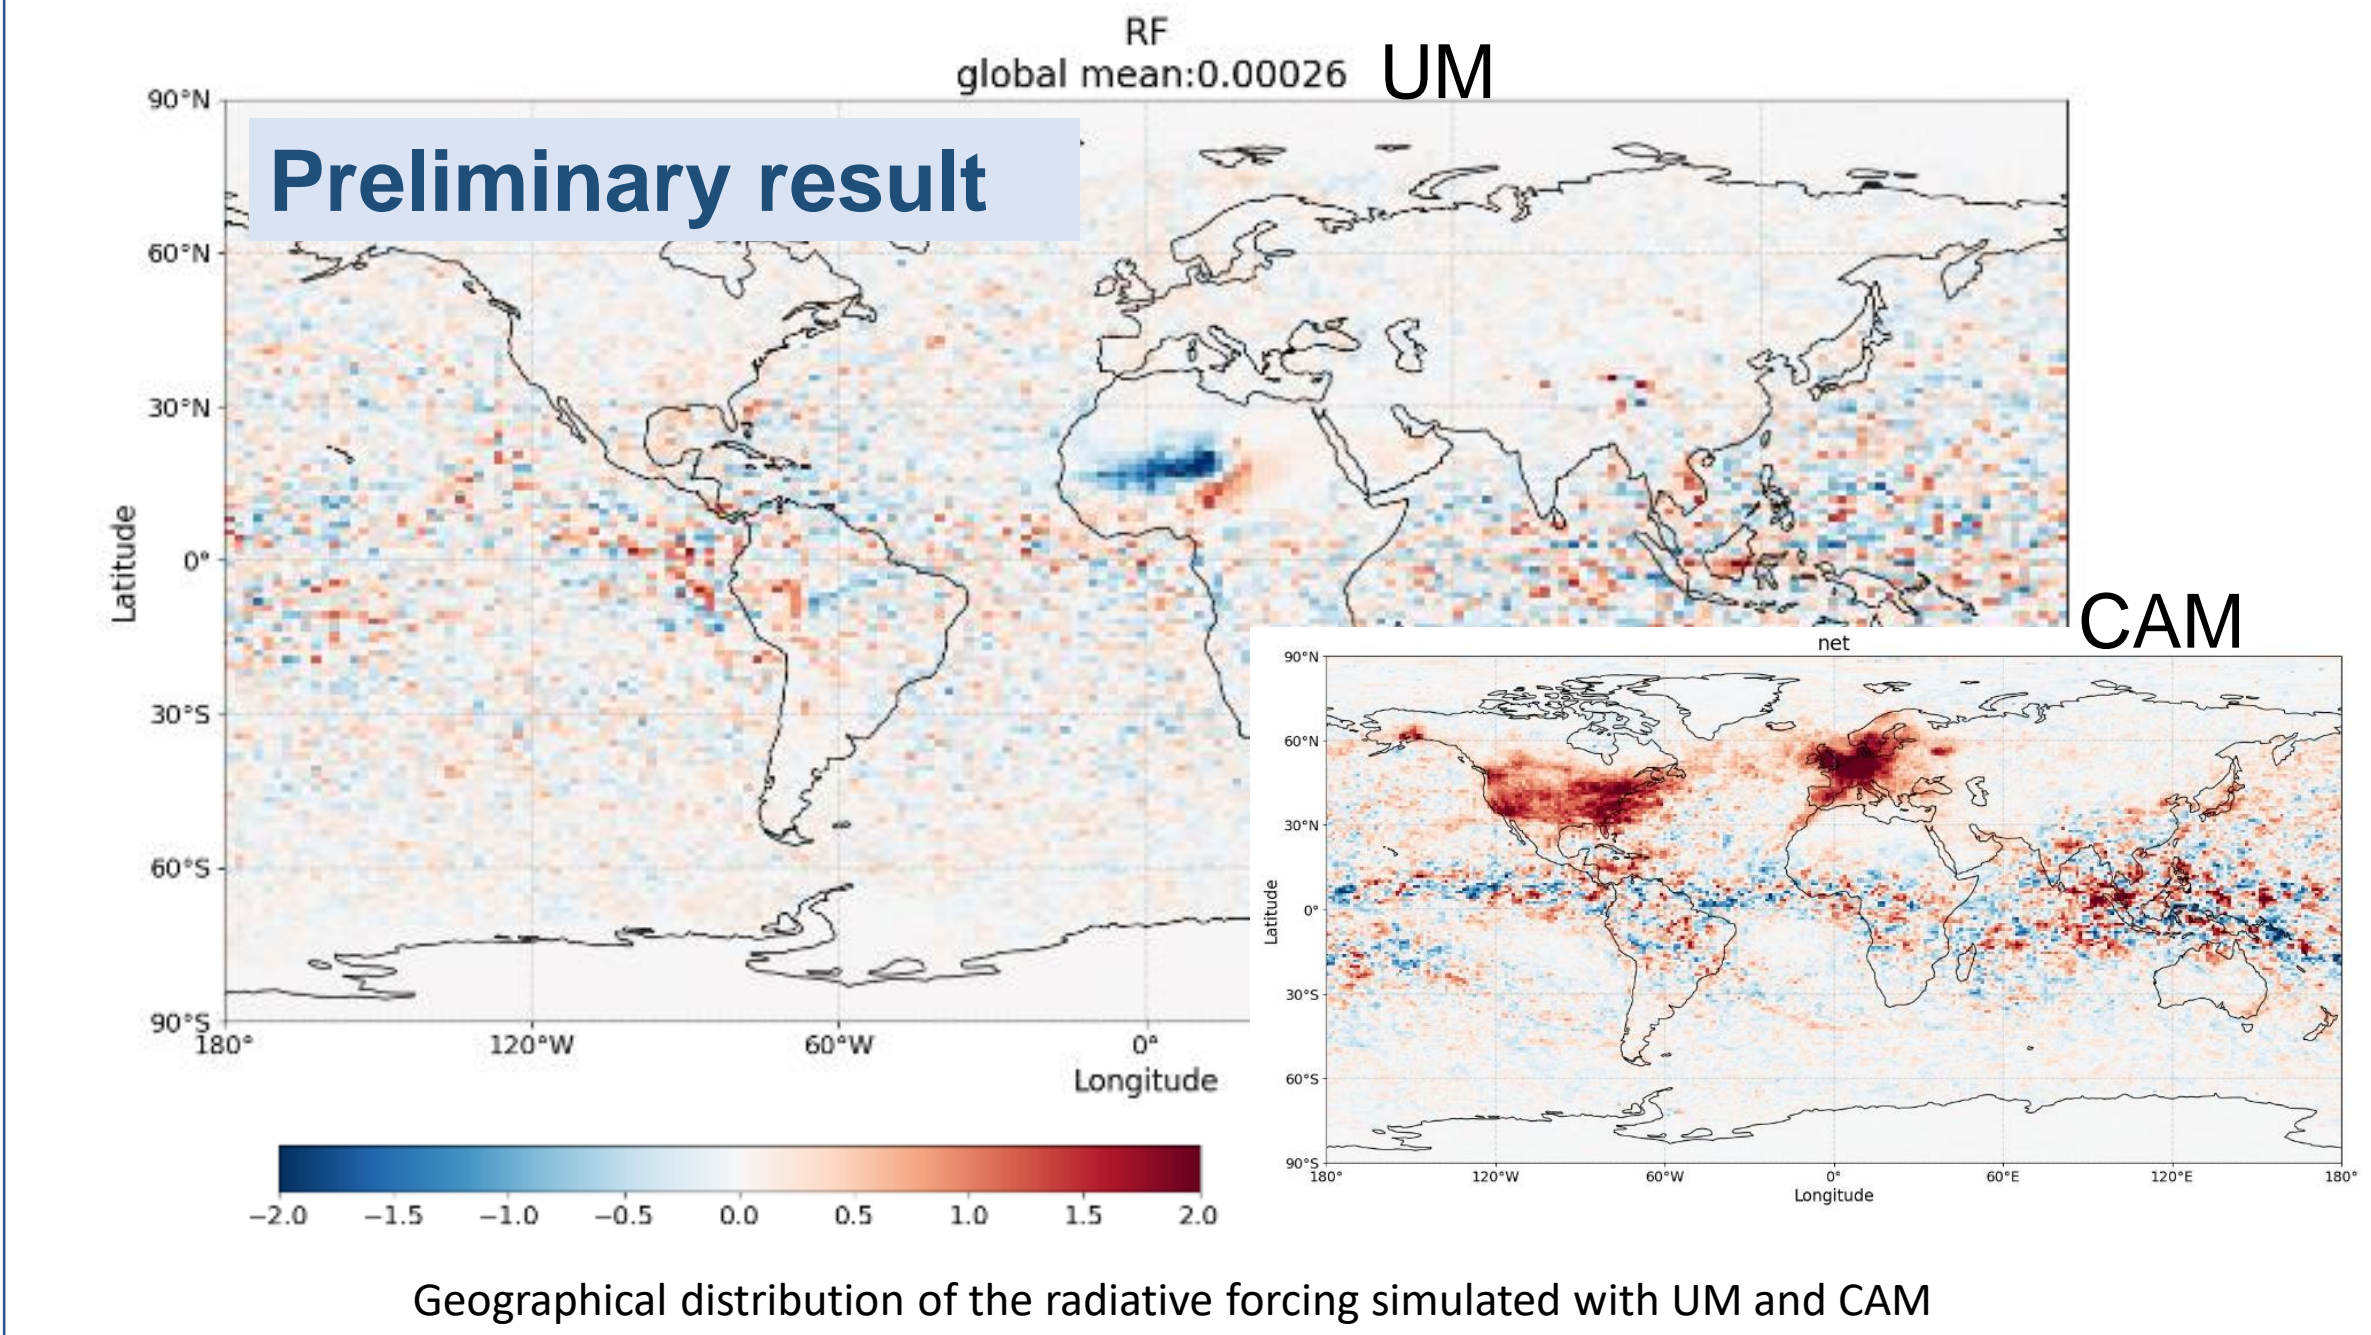 RF
global mean:0.00026 UM
Preliminary result
90°N
60°N
30°N
0°
30°S
60°S
90°S
Latitude
180° 120°W 60°W 0°
Longitude
−2.0 −1.5 −1.0 −0.5 0.0 0.5 1.0 1.5 2.0
CAM
net
90°N
60°N
30°N
0°
30°S
60°S
90°S
Latitude
180° 120°W 60°W 0° 60°E 120°E 180°
Longitude
Geographical distribution of the radiative forcing simulated with UM and CAM